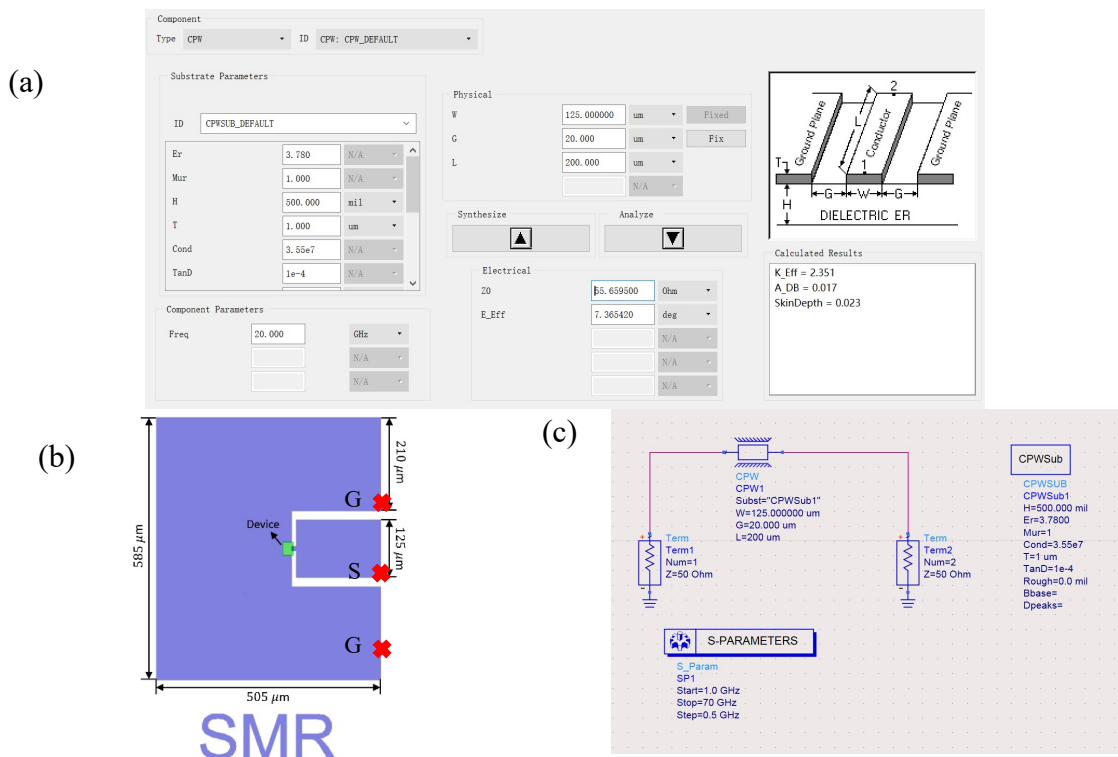 (a)
Component
Type CPW ID CPW: CPW_DEFAULT
Substrate Parameters
ID CPWSUB_DEFAULT
Er 3.780 N/A
Mur 1.000 N/A
H 500.000 mil
T 1.000 um
Cond 3.55e7 N/A
TanD 1e-4 N/A
Component Parameters
Freq 20.000 GHz
N/A
N/A
Physical
W 125.000000 um Fixed
G 20.000 um Fix
L 200.000 um
N/A
Synthesize Analyze
Electrical
Z0 55.659500 Ohm
E_Eff 7.365420 deg
N/A
N/A
N/A
Ground Plane
Conductor
Ground Plane
2
L
1
T
H
G W G
DIELECTRIC ER
Calculated Results
K_Eff = 2.351
A_DB = 0.017
SkinDepth = 0.023
(b)
585 μm
210 μm
G
Device
125 μm
S
G
505 μm
SMR
(c)
CPW
CPW1
Subst="CPWSub1"
W=125.000000 um
G=20.000 um
L=200 um
Term
Term1
Num=1
Z=50 Ohm
Term
Term2
Num=2
Z=50 Ohm
S-PARAMETERS
S_Param
SP1
Start=1.0 GHz
Stop=70 GHz
Step=0.5 GHz
CPWSub
CPWSUB
CPWSub1
H=500.000 mil
Er=3.7800
Mur=1
Cond=3.55e7
T=1 um
TanD=1e-4
Rough=0.0 mil
Bbase=
Dpeaks=